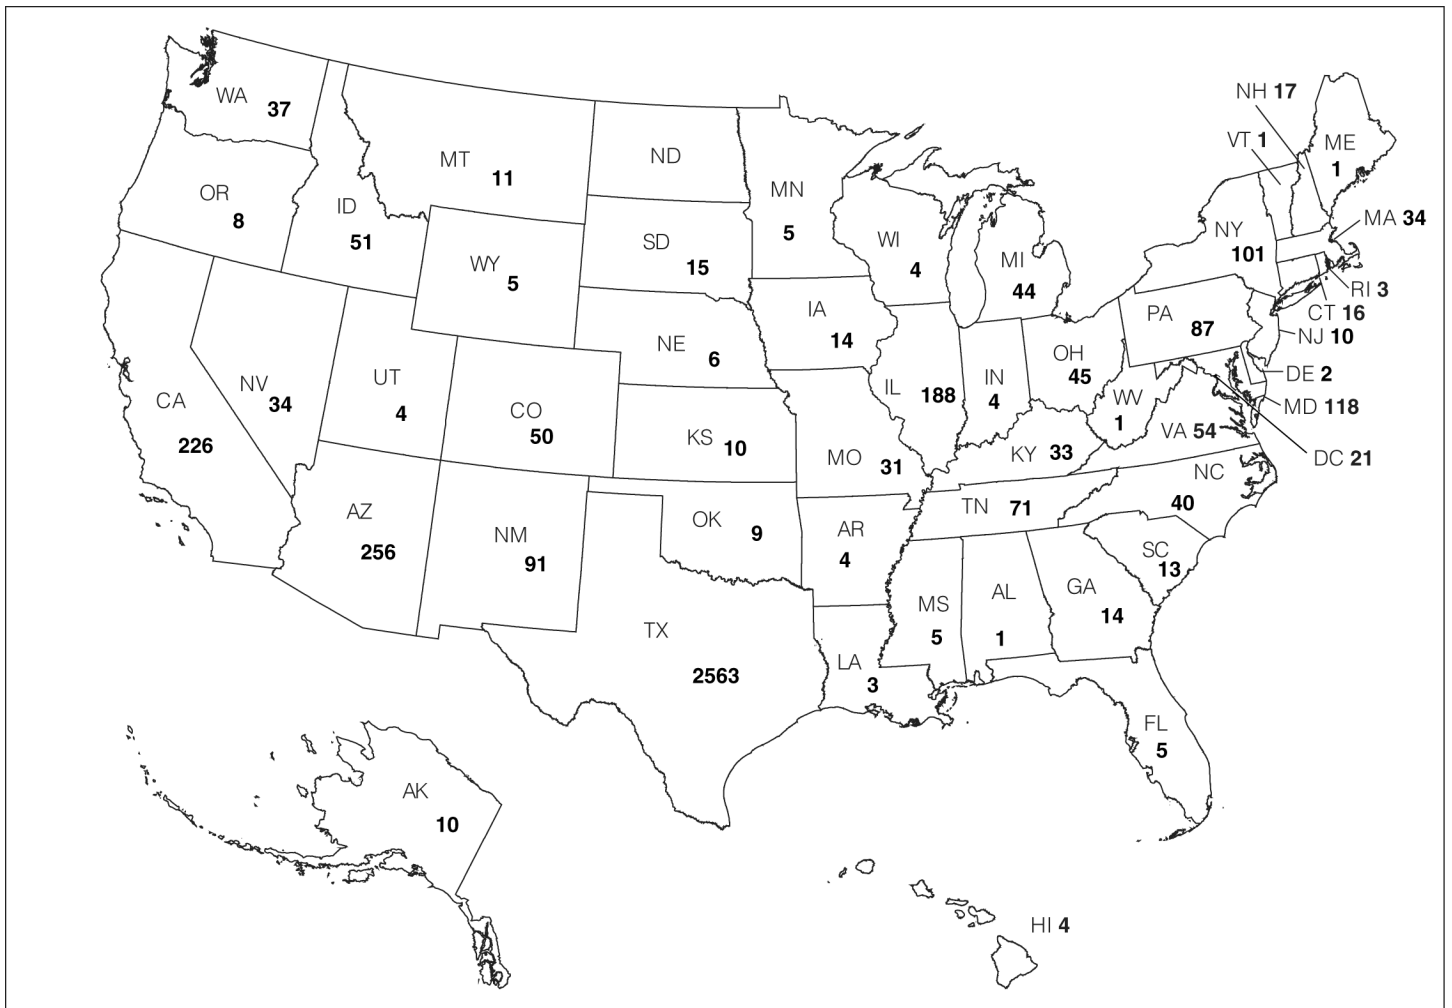 WA 37
OR 8
CA 226
ID 51
NV 34
MT 11
WY 5
UT 4
AZ 256
CO 50
NM 91
ND
SD 15
NE 6
KS 10
OK 9
TX 2563
MN 5
IA 14
MO 31
AR 4
LA 3
WI 4
IL 188
MI 44
IN 4
OH 45
KY 33
TN 71
MS 5
AL 1
GA 14
FL 5
SC 13
NC 40
VA 54
WV 1
PA 87
NY 101
VT 1
NH 17
ME 1
MA 34
RI 3
CT 16
NJ 10
DE 2
MD 118
DC 21
AK 10
HI 4